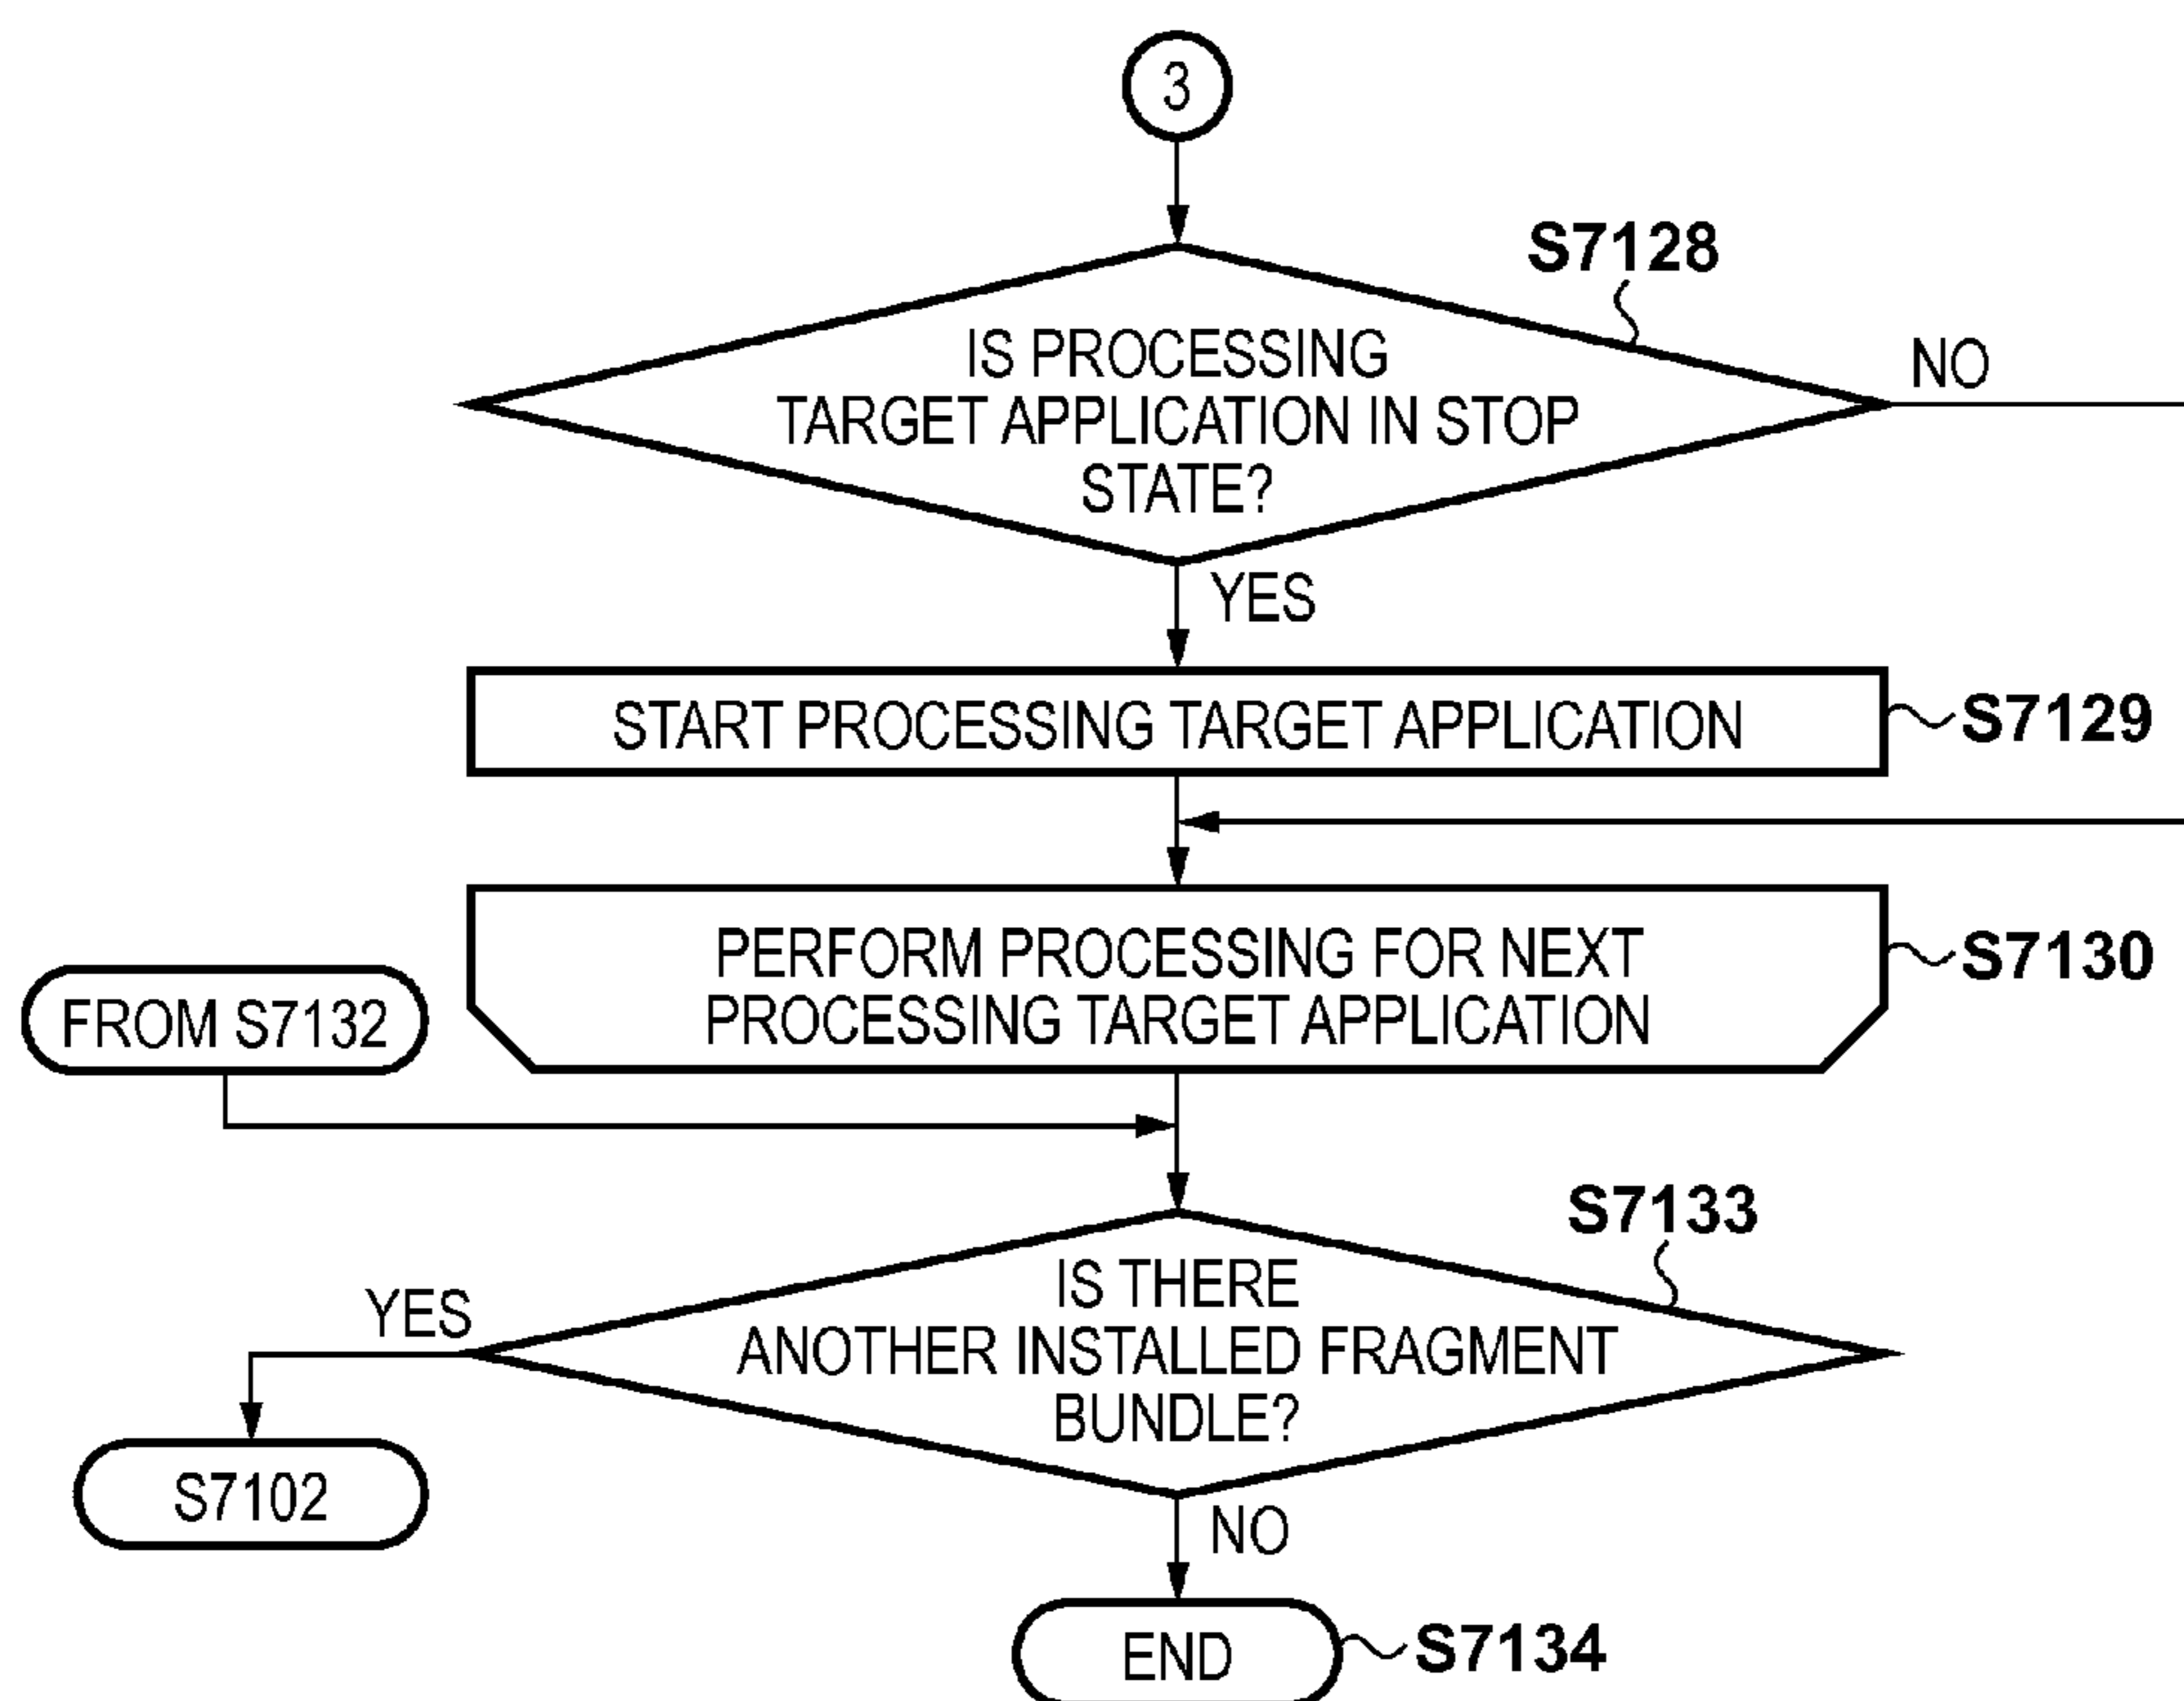 3
S7128
IS PROCESSING
TARGET APPLICATION IN STOP
STATE?
NO
YES
START PROCESSING TARGET APPLICATION
S7129
PERFORM PROCESSING FOR NEXT
PROCESSING TARGET APPLICATION
S7130
FROM S7132
S7133
IS THERE
ANOTHER INSTALLED FRAGMENT
BUNDLE?
YES
S7102
NO
END
S7134